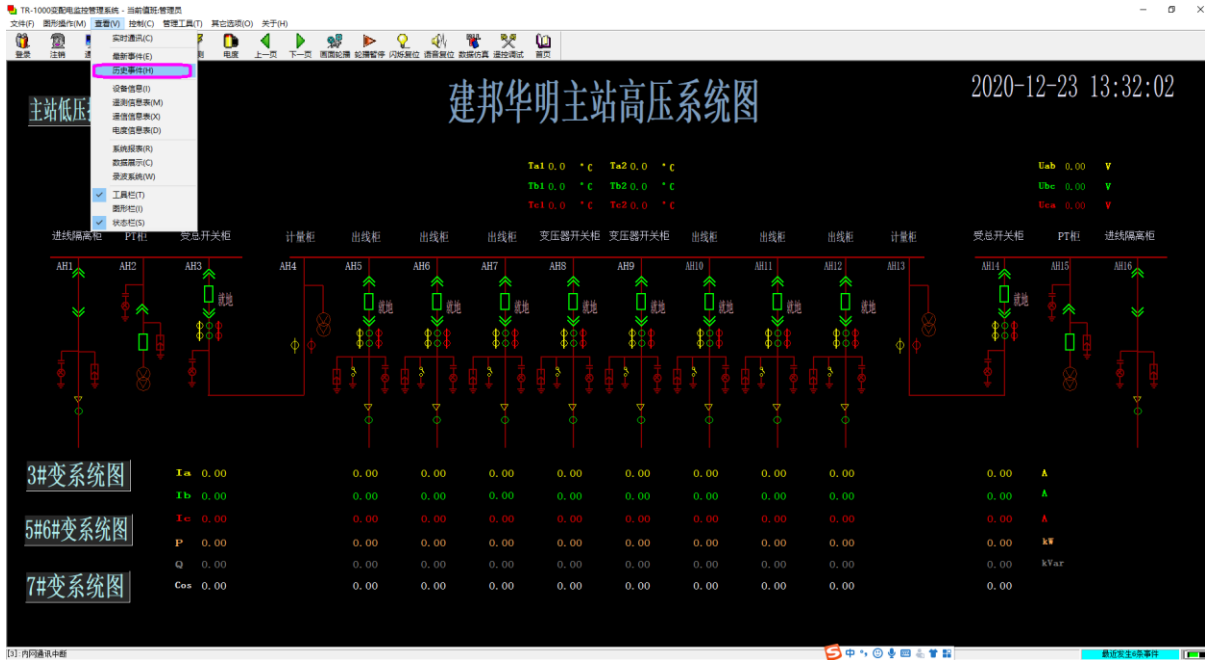 TR-1000变配电监控管理系统 - 当前值班:管理员
文件(F) 图形操作(M) 查看(V) 控制(C) 管理工具(T) 其它选项(O) 关于(H)
登录 注销 电度 上一页 下一页 画面轮播 轮播暂停 闪烁复位 语音复位 数据仿真 遥控调试 首页
实时通讯(C)
最新事件(E)
历史事件(H)
设备信息(I)
遥测信息表(M)
遥信信息表(X)
电度信息表(D)
系统报表(R)
数据展示(C)
录波系统(W)
工具栏(T)
图形栏(I)
状态栏(S)
主站低压
建邦华明主站高压系统图
2020-12-23 13:32:02
Ta1 0.0 °C Ta2 0.0 °C Uab 0.00 V
Tb1 0.0 °C Tb2 0.0 °C Ubc 0.00 V
Tc1 0.0 °C Tc2 0.0 °C Uca 0.00 V
进线隔离柜 PT柜 受总开关柜 计量柜 出线柜 出线柜 出线柜 变压器开关柜 变压器开关柜 出线柜 出线柜 出线柜 计量柜 受总开关柜 PT柜 进线隔离柜
AH1 AH2 AH3 AH4 AH5 AH6 AH7 AH8 AH9 AH10 AH11 AH12 AH13 AH14 AH15 AH16
就地 就地 就地 就地 就地 就地 就地 就地 就地 就地
3#变系统图
5#6#变系统图
7#变系统图
Ia 0.00 0.00 0.00 0.00 0.00 0.00 0.00 0.00 0.00 0.00 A
Ib 0.00 0.00 0.00 0.00 0.00 0.00 0.00 0.00 0.00 0.00 A
Ic 0.00 0.00 0.00 0.00 0.00 0.00 0.00 0.00 0.00 0.00 A
P 0.00 0.00 0.00 0.00 0.00 0.00 0.00 0.00 0.00 0.00 kW
Q 0.00 0.00 0.00 0.00 0.00 0.00 0.00 0.00 0.00 0.00 kVar
Cos 0.00 0.00 0.00 0.00 0.00 0.00 0.00 0.00 0.00 0.00
[3]: 内网通讯中断
中
最近发生6条事件